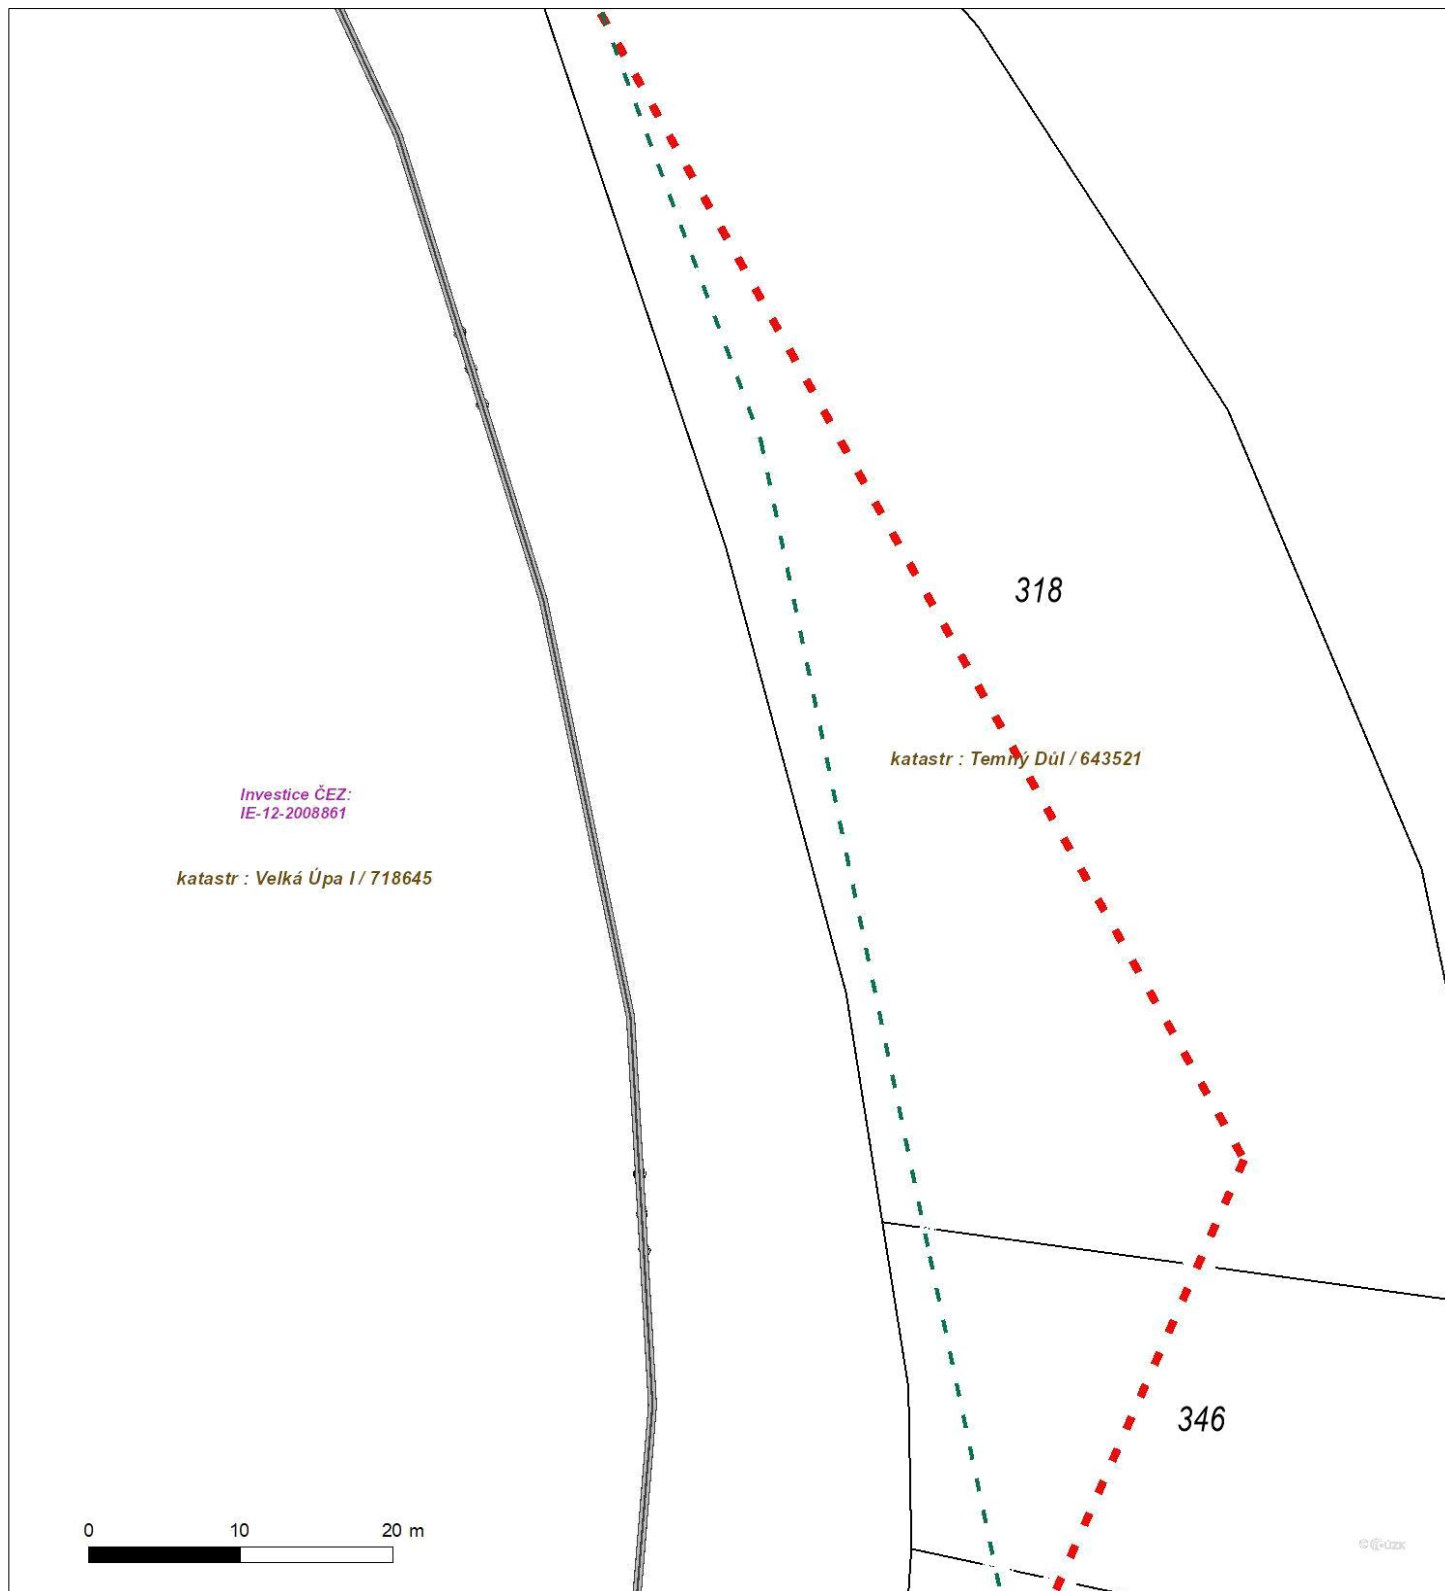 318
katastr : Temný Důl / 643521
Investice ČEZ:
IE-12-2008861
katastr : Velká Úpa I / 718645
346
0 10 20 m